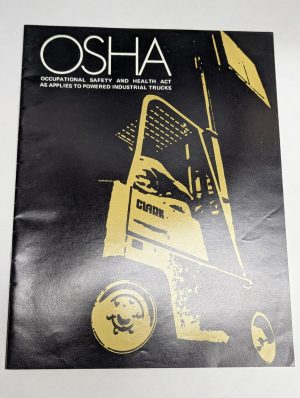 OSHA
OCCUPATIONAL SAFETY AND HEALTH ACT
AS APPLIES TO POWERED INDUSTRIAL TRUCKS
CLARK